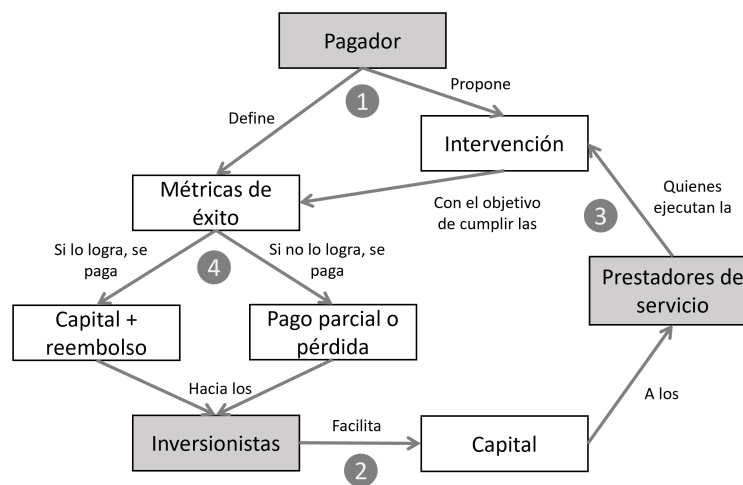 Pagador
1
Propone
Define
Intervención
Métricas de
éxito
Con el objetivo
de cumplir las
Quienes
ejecutan la
3
Si lo logra, se
paga
4
Si no lo logra, se
paga
Prestadores de
servicio
Capital +
reembolso
Pago parcial o
pérdida
Hacia los
A los
Inversionistas
Facilita
2
Capital